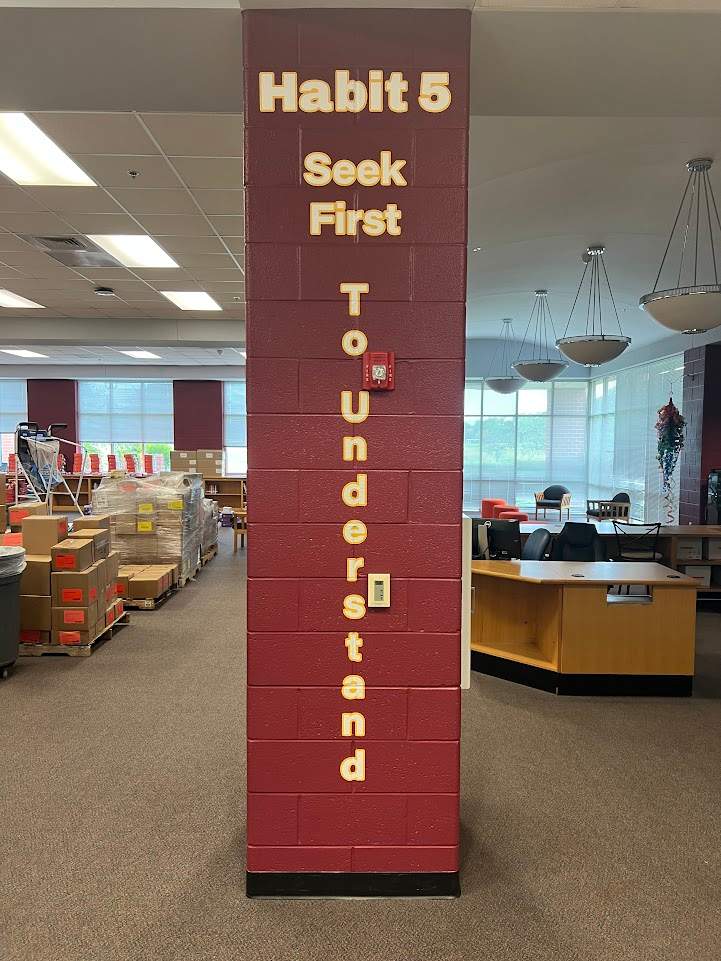 Habit 5
Seek
First
To
Understand